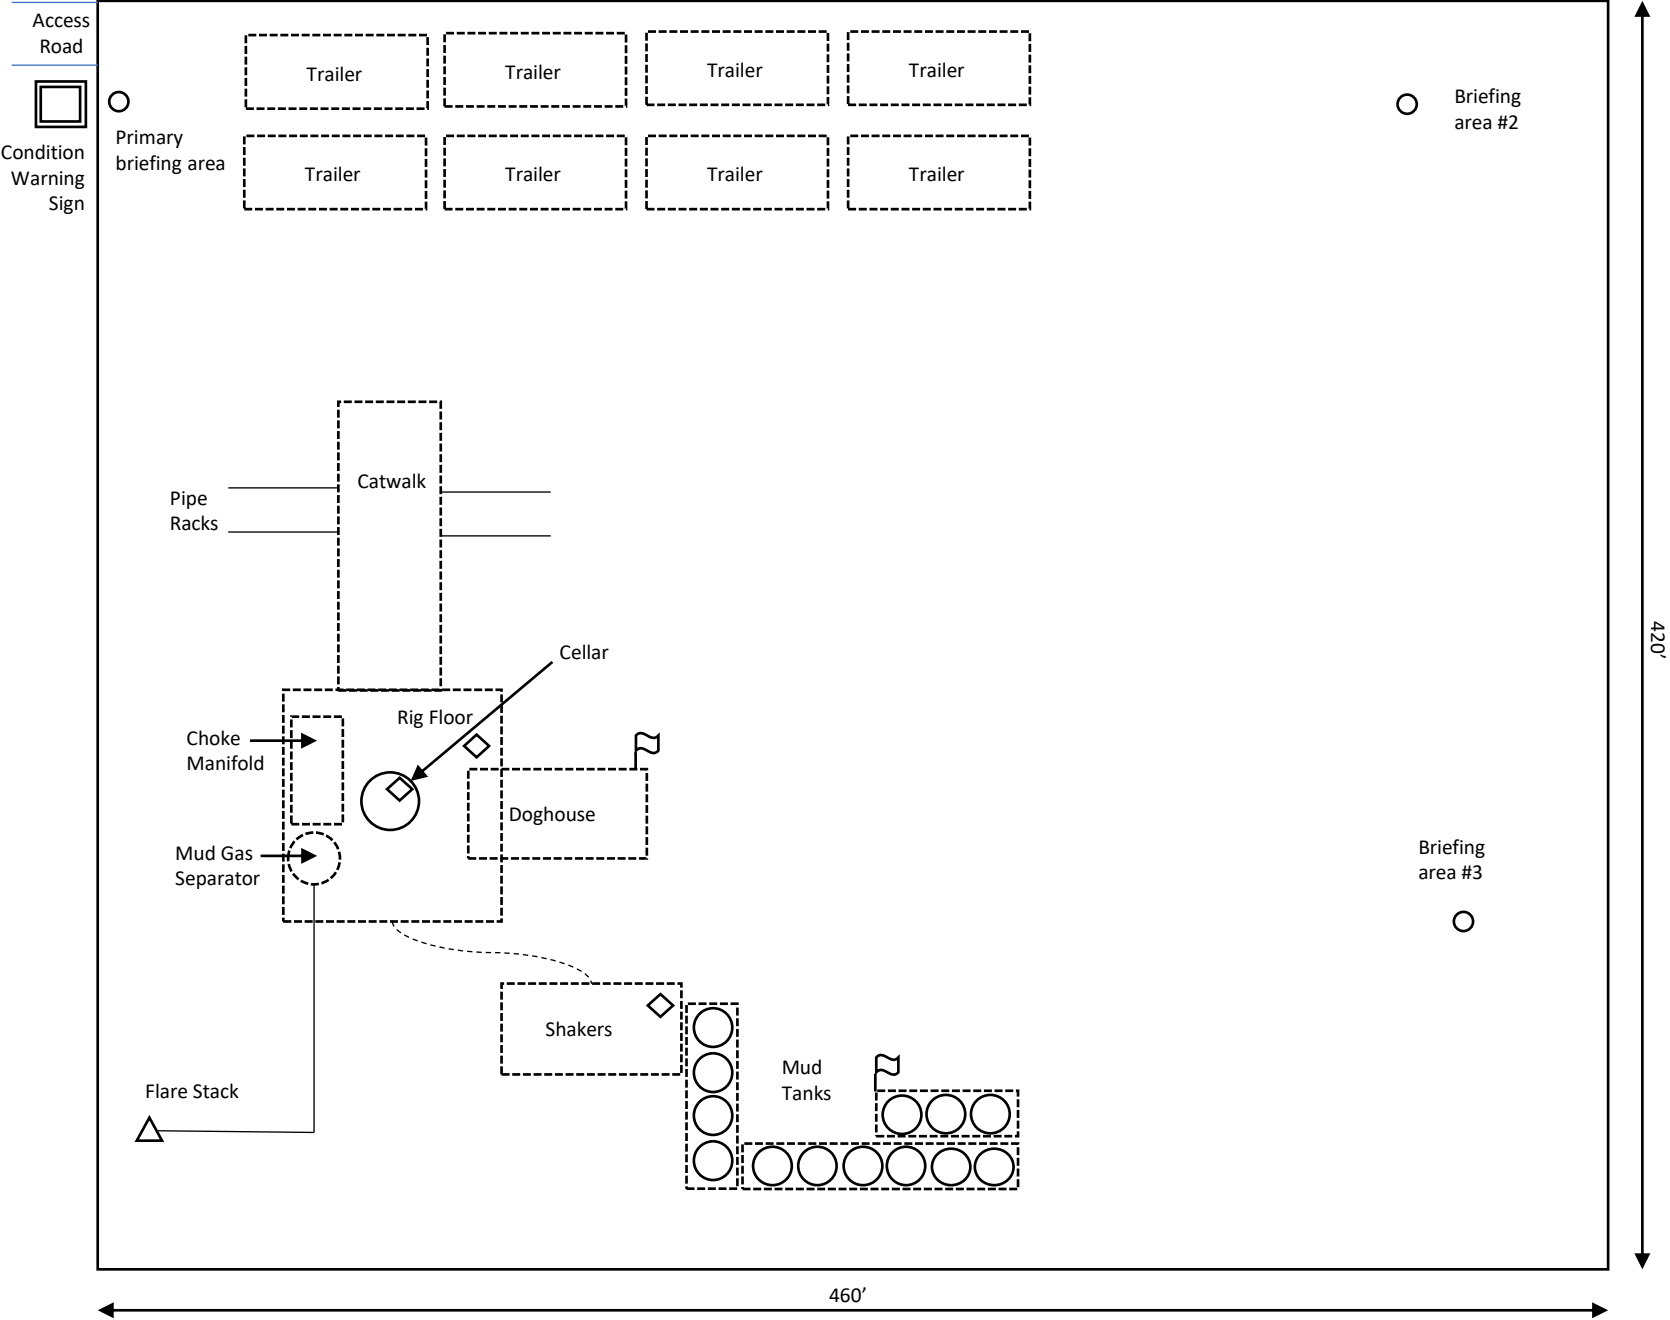 Access
Road
Condition
Warning
Sign
Primary
briefing area
Trailer
Trailer
Trailer
Trailer
Trailer
Trailer
Trailer
Trailer
Briefing
area #2
Catwalk
Pipe
Racks
Cellar
Rig Floor
Choke
Manifold
Doghouse
Mud Gas
Separator
Briefing
area #3
420’
Shakers
Mud
Tanks
Flare Stack
460’